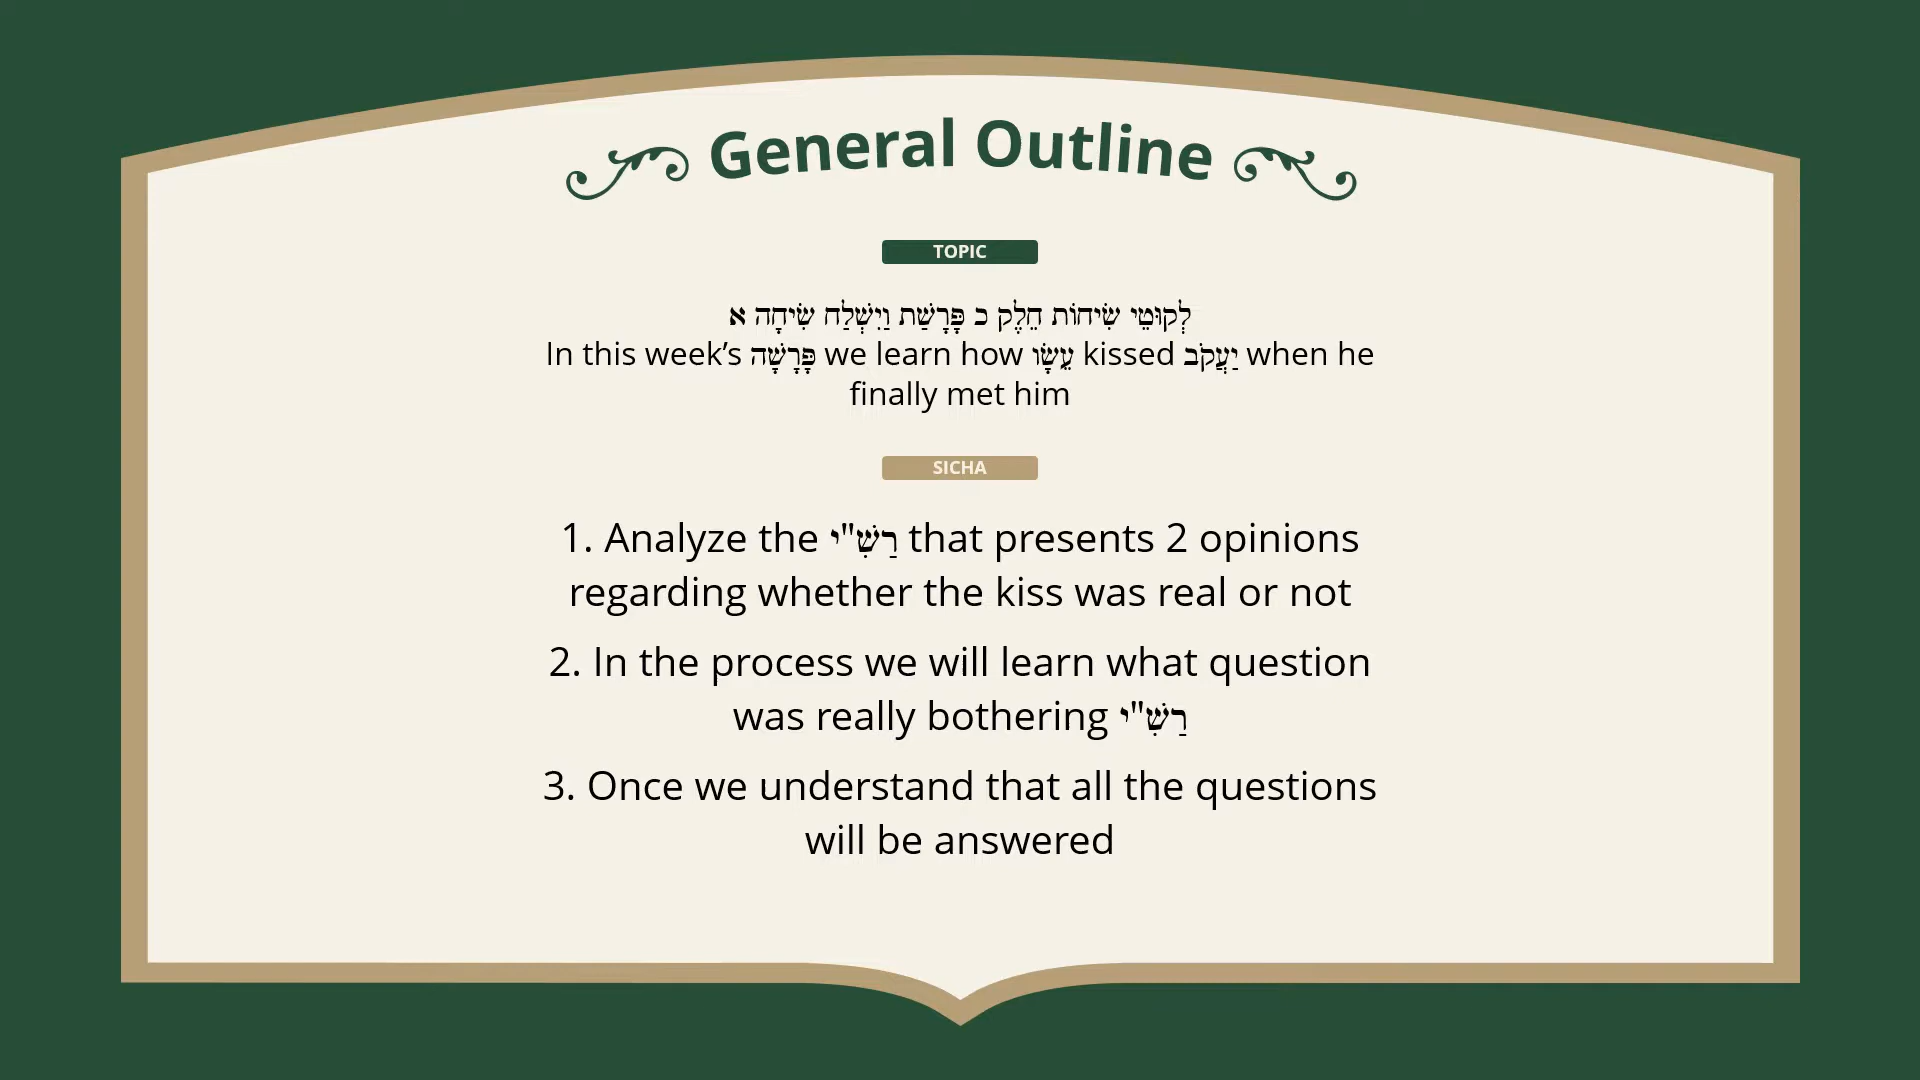 General Outline
TOPIC
לְקוּטֵי שִׂיחוֹת חֵלֶק כ פָּרָשַׁת וַיִּשְׁלַח שִׂיחָה א
In this week’s פָּרָשָׁה we learn how עֵשָׂו kissed יַעֲקֹב when he
finally met him
SICHA
1. Analyze the רַשִׁ"י that presents 2 opinions
regarding whether the kiss was real or not
2. In the process we will learn what question
was really bothering רַשִׁ"י
3. Once we understand that all the questions
will be answered